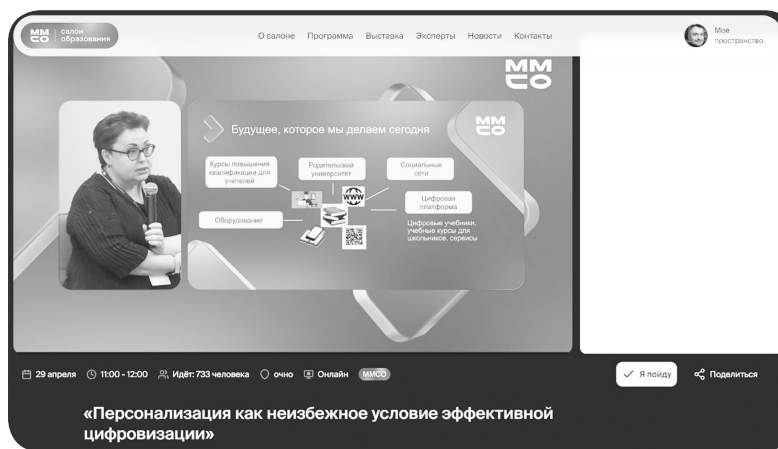 ММ
СО
салон
образования
О салоне Программа Выставка Эксперты Новости Контакты
Моё
пространство
ММ
СО
Будущее, которое мы делаем сегодня
ММ
СО
Курсы повышения
квалификации для
учителей
Родительский
университет
Социальные
сети
WWW
Цифровая
платформа
Оборудование
Цифровые учебники,
учебные курсы для
школьников, сервисы
29 апреля 11:00 - 12:00 Идёт: 733 человека очно Онлайн ММСО
Я пойду Поделиться
«Персонализация как неизбежное условие эффективной
цифровизации»